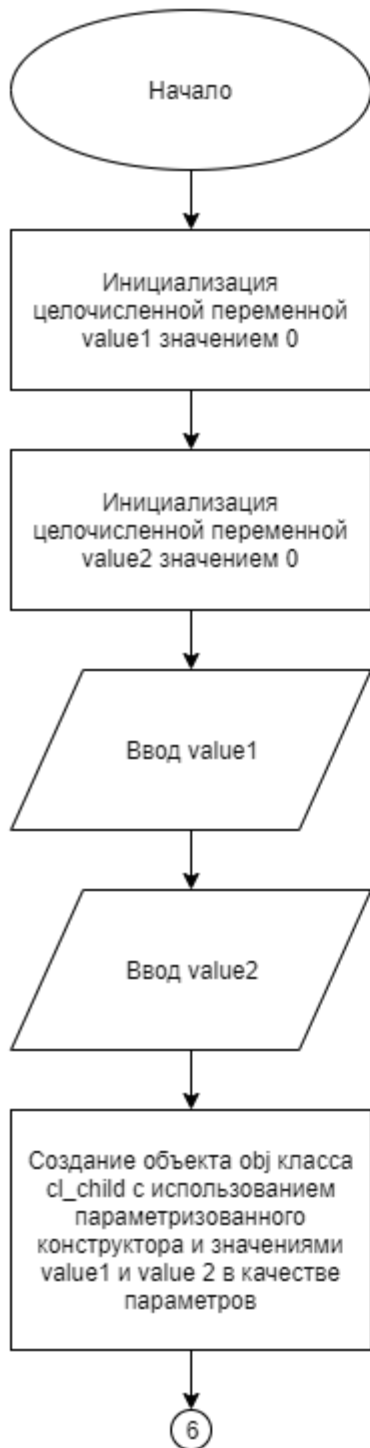 Начало
Инициализация
целочисленной переменной
value1 значением 0
Инициализация
целочисленной переменной
value2 значением 0
Ввод value1
Ввод value2
Создание объекта obj класса
cl_child с использованием
параметризованного
конструктора и значениями
value1 и value 2 в качестве
параметров
6